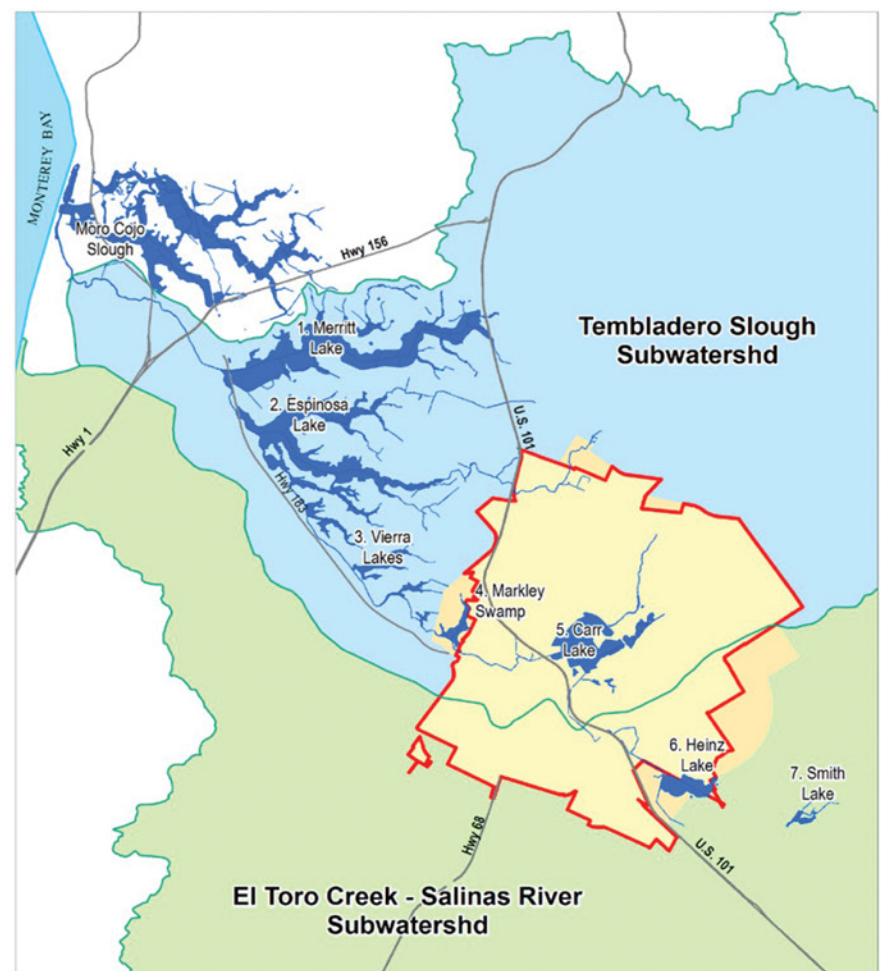 MONTEREY BAY
Moro Cojo
Slough
Hwy 156
1. Merritt
Lake
Tembladero Slough
Subwatershd
2. Espinosa
Lake
U.S. 101
Hwy 1
Hwy 183
3. Vierra
Lakes
4. Markley
Swamp
5. Carr
Lake
6. Heinz
Lake
7. Smith
Lake
Hwy 68
U.S. 101
El Toro Creek - Salinas River
Subwatershd